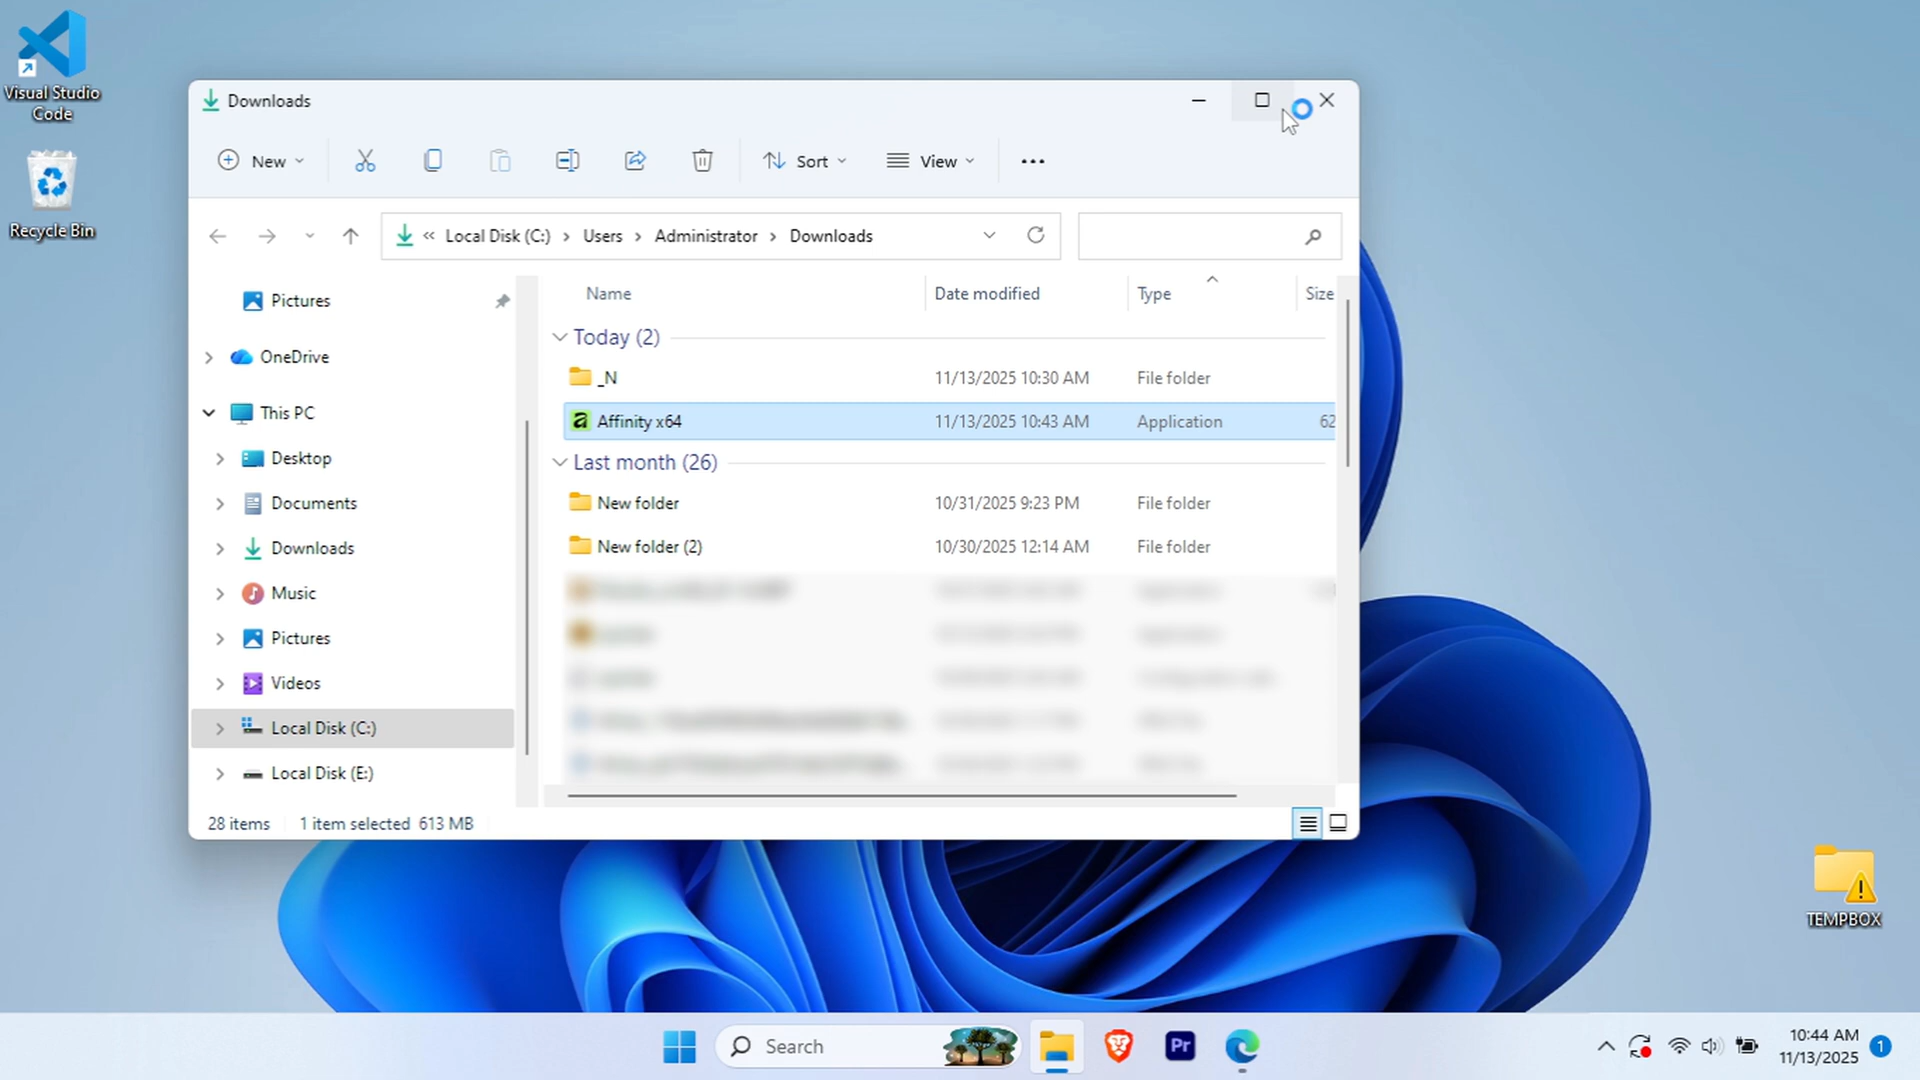 Visual Studio
Code
Recycle Bin
Downloads
New
Sort
View
« Local Disk (C:) › Users › Administrator › Downloads
Pictures
OneDrive
This PC
Desktop
Documents
Downloads
Music
Pictures
Videos
Local Disk (C:)
Local Disk (E:)
Name Date modified Type Size
Today (2)
_N 11/13/2025 10:30 AM File folder
Affinity x64 11/13/2025 10:43 AM Application 62
Last month (26)
New folder 10/31/2025 9:23 PM File folder
New folder (2) 10/30/2025 12:14 AM File folder
28 items 1 item selected 613 MB
TEMPBOX
Search
Pr
10:44 AM
11/13/2025
1